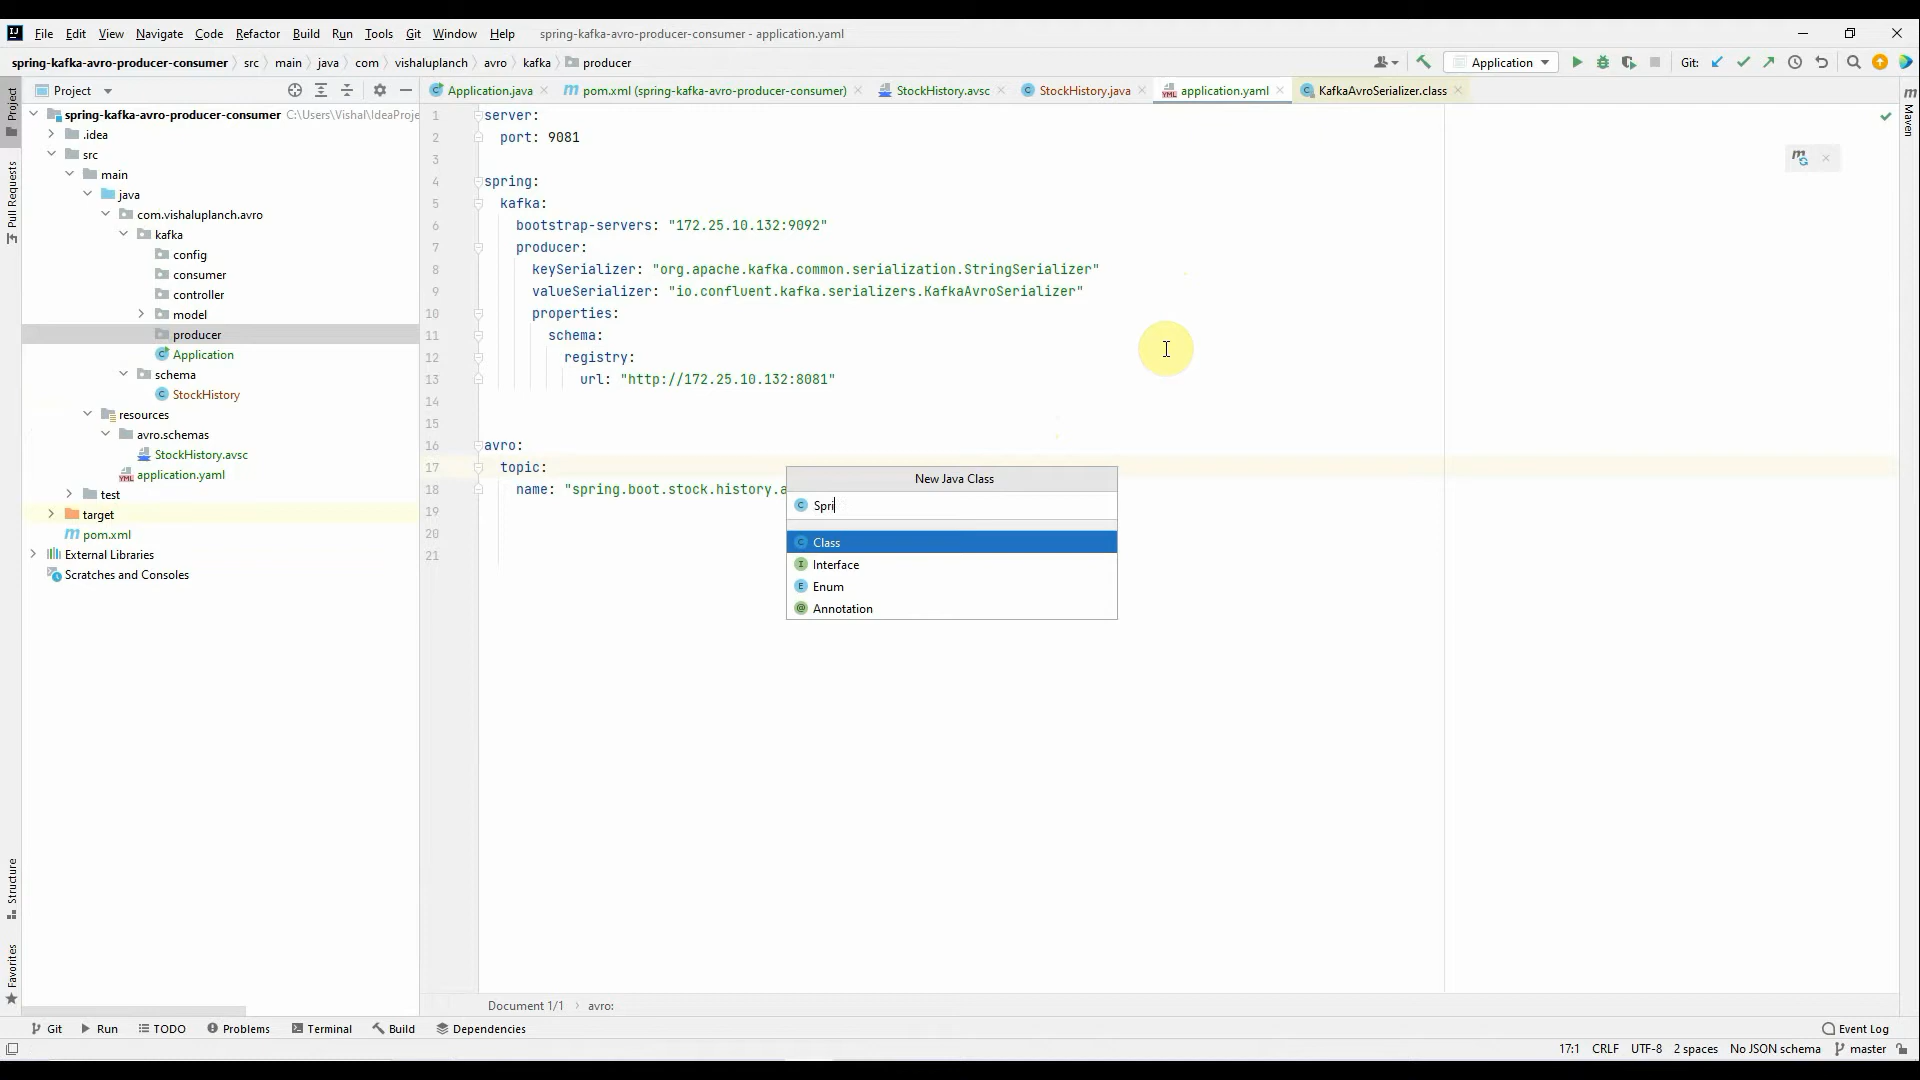 File Edit View Navigate Code Refactor Build Run Tools Git Window Help spring-kafka-avro-producer-consumer - application.yaml
spring-kafka-avro-producer-consumer src main java com vishaluplanch avro kafka producer Application Git:
Project
Application.java pom.xml (spring-kafka-avro-producer-consumer) StockHistory.avsc StockHistory.java application.yaml KafkaAvroSerializer.class
Project
Pull Requests
Structure
Favorites
Maven
spring-kafka-avro-producer-consumer C:\Users\Vishal\IdeaProje
.idea
src
main
java
com.vishaluplanch.avro
kafka
config
consumer
controller
model
producer
Application
schema
StockHistory
resources
avro.schemas
StockHistory.avsc
application.yaml
test
target
pom.xml
External Libraries
Scratches and Consoles
1 server:
2 port: 9081
3
4 spring:
5 kafka:
6 bootstrap-servers: "172.25.10.132:9092"
7 producer:
8 keySerializer: "org.apache.kafka.common.serialization.StringSerializer"
9 valueSerializer: "io.confluent.kafka.serializers.KafkaAvroSerializer"
10 properties:
11 schema:
12 registry:
13 url: "http://172.25.10.132:8081"
14
15
16 avro:
17 topic:
18 name: "spring.boot.stock.history.a
19
20
21
New Java Class
Spri
Class
Interface
Enum
Annotation
Document 1/1 avro:
Git Run TODO Problems Terminal Build Dependencies Event Log
17:1 CRLF UTF-8 2 spaces No JSON schema master